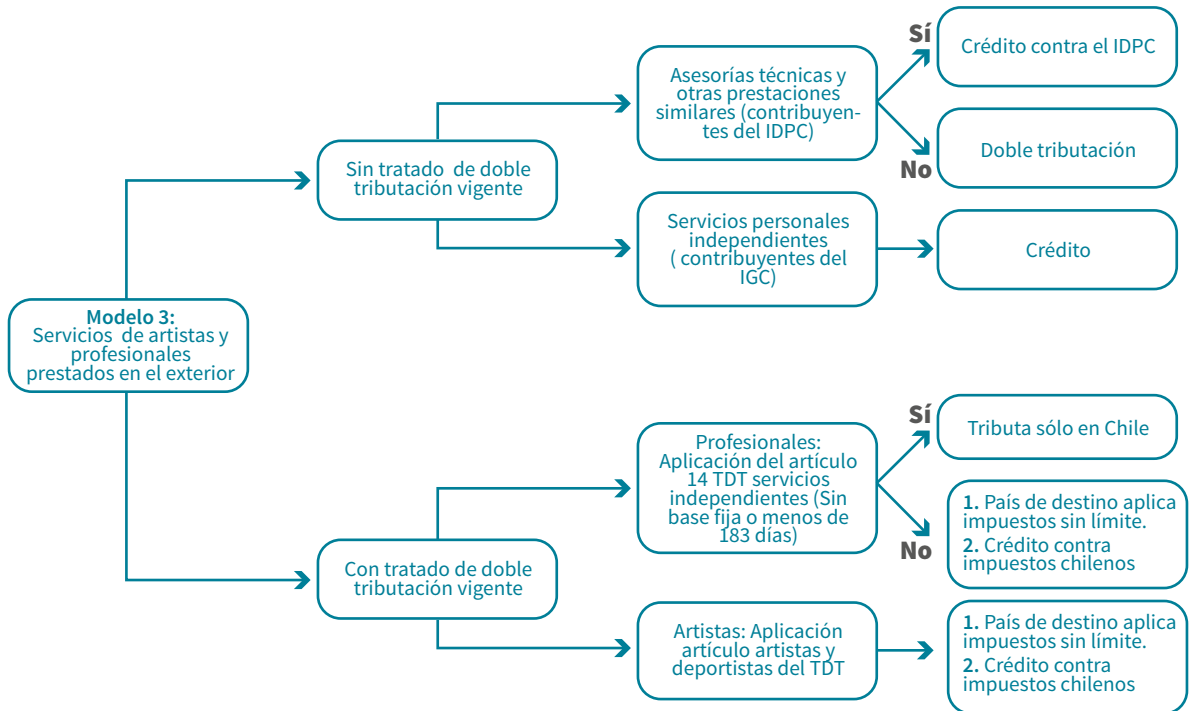 Modelo 3:
Servicios de artistas y
profesionales
prestados en el exterior
Sin tratado de doble
tributación vigente
Asesorías técnicas y
otras prestaciones
similares (contribuyen-
tes del IDPC)
Sí
Crédito contra el IDPC
No
Doble tributación
Servicios personales
independientes
( contribuyentes del
IGC)
Crédito
Con tratado de doble
tributación vigente
Profesionales:
Aplicación del artículo
14 TDT servicios
independientes (Sin
base fija o menos de
183 días)
Sí
Tributa sólo en Chile
No
1. País de destino aplica
impuestos sin límite.
2. Crédito contra
impuestos chilenos
Artistas: Aplicación
artículo artistas y
deportistas del TDT
1. País de destino aplica
impuestos sin límite.
2. Crédito contra
impuestos chilenos